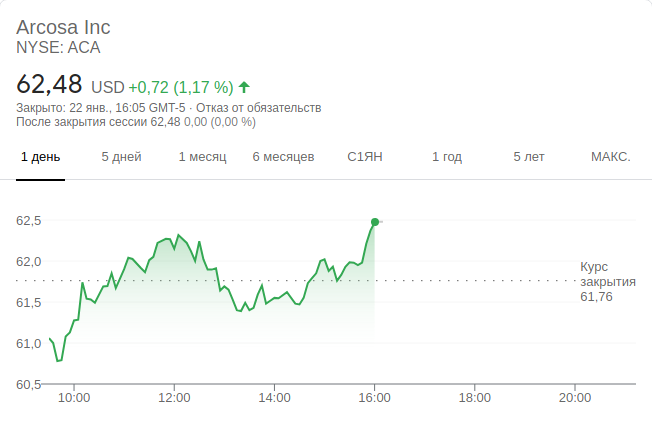 Arcosa Inc
NYSE: ACA
62,48 USD +0,72 (1,17 %)
Закрыто: 22 янв., 16:05 GMT-5 · Отказ от обязательств
После закрытия сессии 62,48 0,00 (0,00 %)
1 день 5 дней 1 месяц 6 месяцев С1ЯН 1 год 5 лет МАКС.
62,5
62,0
Курс
закрытия
61,76
61,5
61,0
60,5
10:00 12:00 14:00 16:00 18:00 20:00